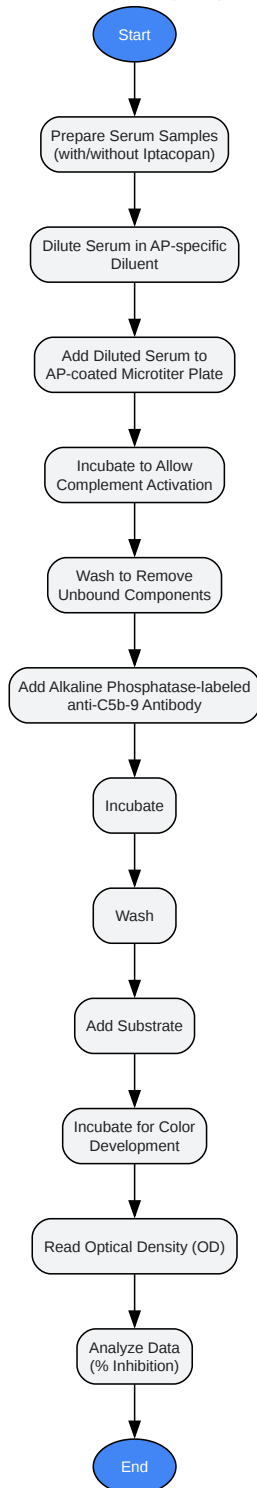 Start
Prepare Serum Samples
(with/without Iptacopan)
Dilute Serum in AP-specific
Diluent
Add Diluted Serum to
AP-coated Microtiter Plate
Incubate to Allow
Complement Activation
Wash to Remove
Unbound Components
Add Alkaline Phosphatase-labeled
anti-C5b-9 Antibody
Incubate
Wash
Add Substrate
Incubate for Color
Development
Read Optical Density (OD)
Analyze Data
(% Inhibition)
End